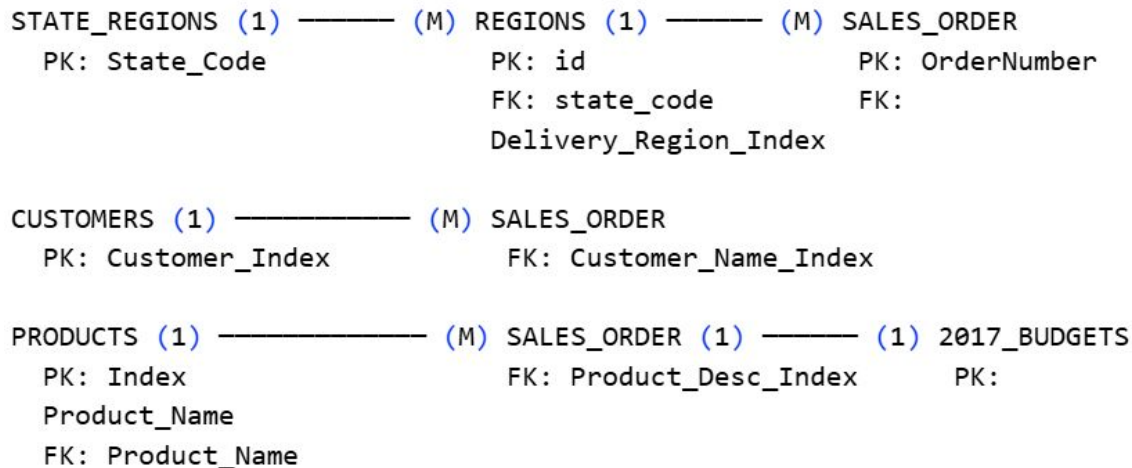 STATE_REGIONS (1) ────── (M) REGIONS (1) ────── (M) SALES_ORDER
PK: State_Code PK: id PK: OrderNumber
FK: state_code FK:
Delivery_Region_Index
CUSTOMERS (1) ─────────── (M) SALES_ORDER
PK: Customer_Index FK: Customer_Name_Index
PRODUCTS (1) ───────────── (M) SALES_ORDER (1) ────── (1) 2017_BUDGETS
PK: Index FK: Product_Desc_Index PK:
Product_Name
FK: Product_Name